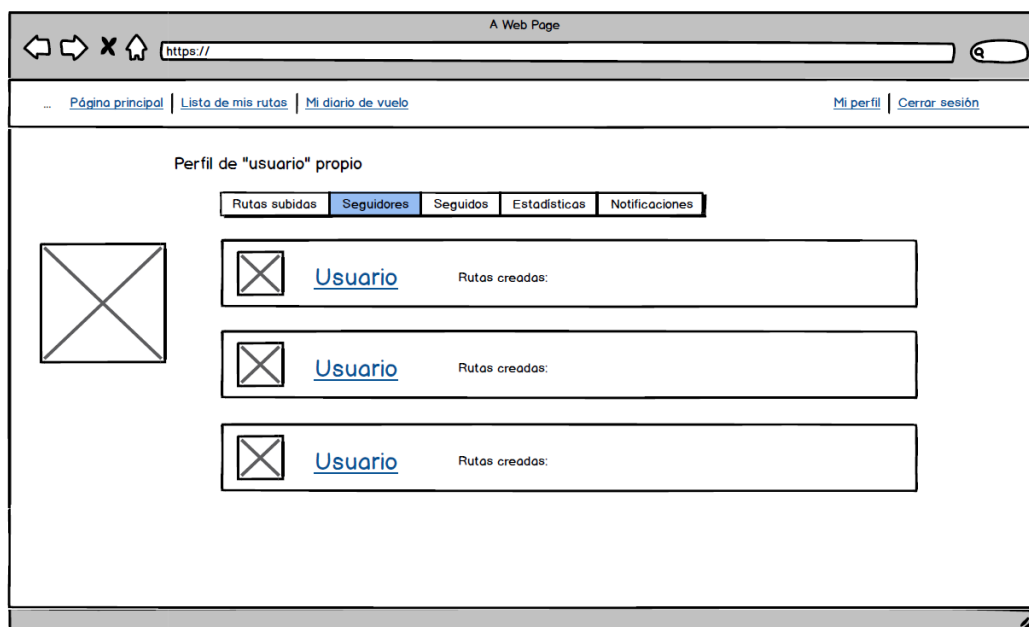 A Web Page
https://
... Página principal Lista de mis rutas Mi diario de vuelo Mi perfil Cerrar sesión
Perfil de "usuario" propio
Rutas subidas Seguidores Seguidos Estadísticas Notificaciones
Usuario Rutas creadas:
Usuario Rutas creadas:
Usuario Rutas creadas: